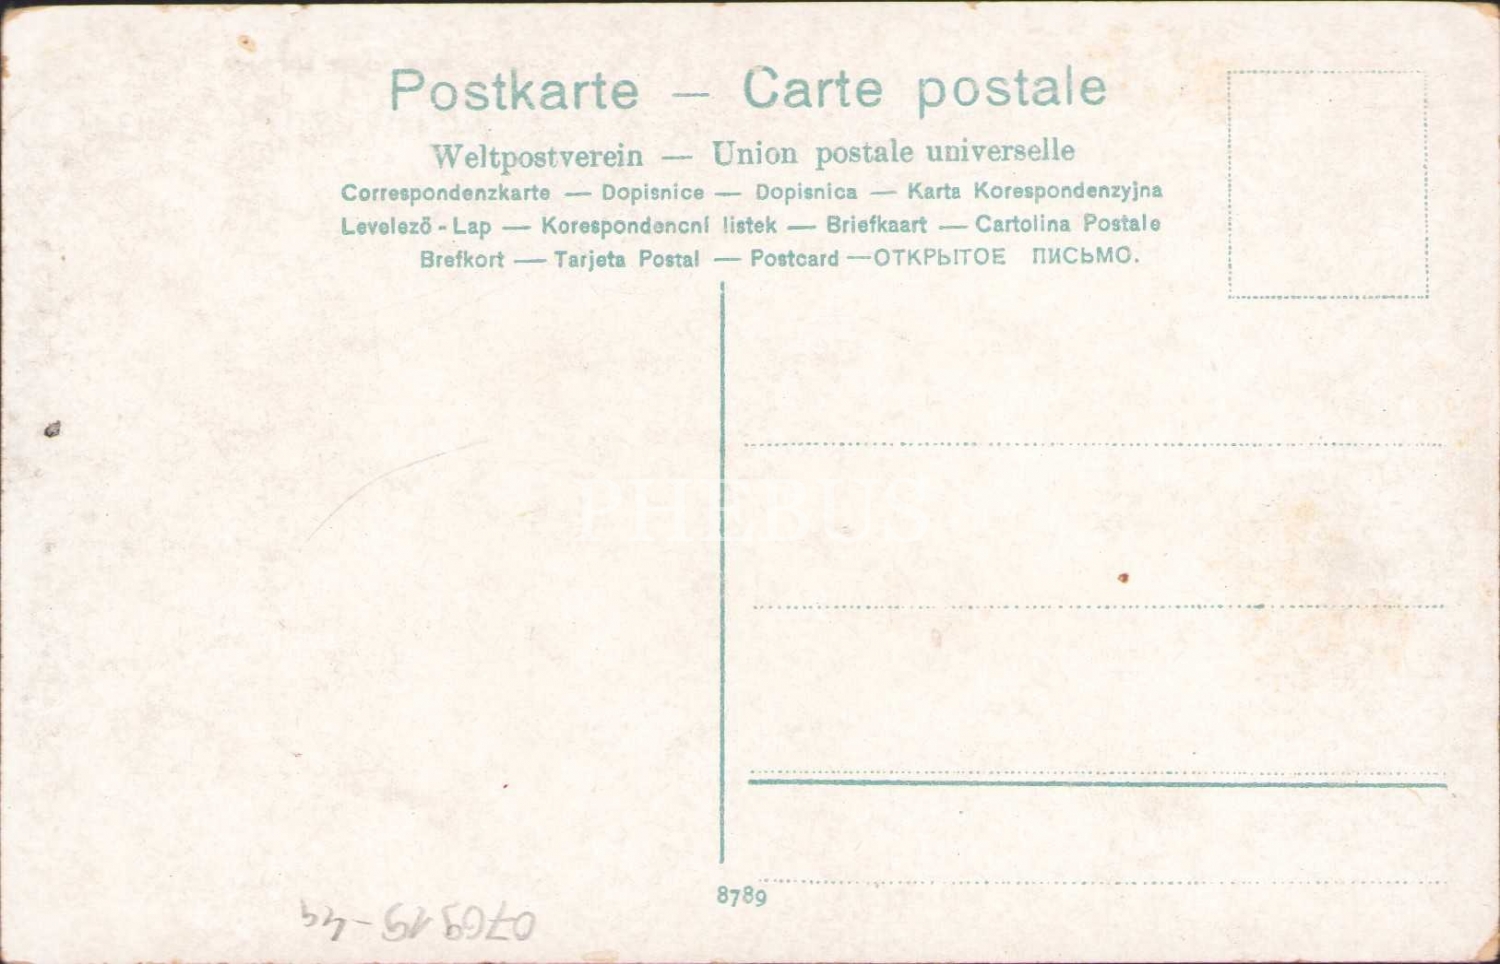 Postkarte — Carte postale
Weltpostverein — Union postale universelle
Correspondenzkarte — Dopisnice — Dopisnica — Karta Korespondenzyjna
Levelező-Lap — Korespondencní listek — Briefkaart — Cartolina Postale
Brefkort — Tarjeta Postal — Postcard — ОТКРЫТОЕ ПИСЬМО.
PHEBUS
8789